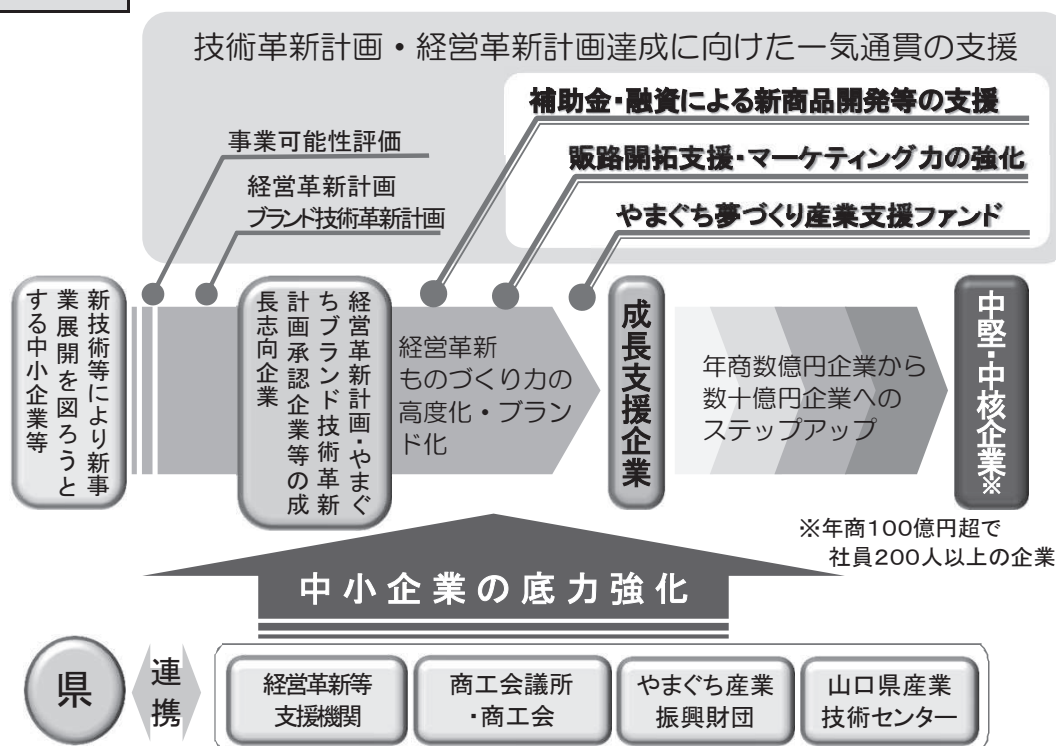 技術革新計画・経営革新計画達成に向けた一気通貫の支援
補助金・融資による新商品開発等の支援
事業可能性評価
販路開拓支援・マーケティング力の強化
経営革新計画
ブランド技術革新計画
やまぐち夢づくり産業支援ファンド
新技術等により新事
業展開を図ろうと
する中小企業等
経営革新計画・やまぐ
ちブランド技術革新
計画承認企業等の成
長志向企業
経営革新
ものづくり力の
高度化・ブラン
ド化
成長支援企業
年商数億円企業から
数十億円企業への
ステップアップ
中堅・中核企業※
※年商100億円超で
社員200人以上の企業
中小企業の底力強化
県
連
携
経営革新等
支援機関
商工会議所
・商工会
やまぐち産業
振興財団
山口県産業
技術センター